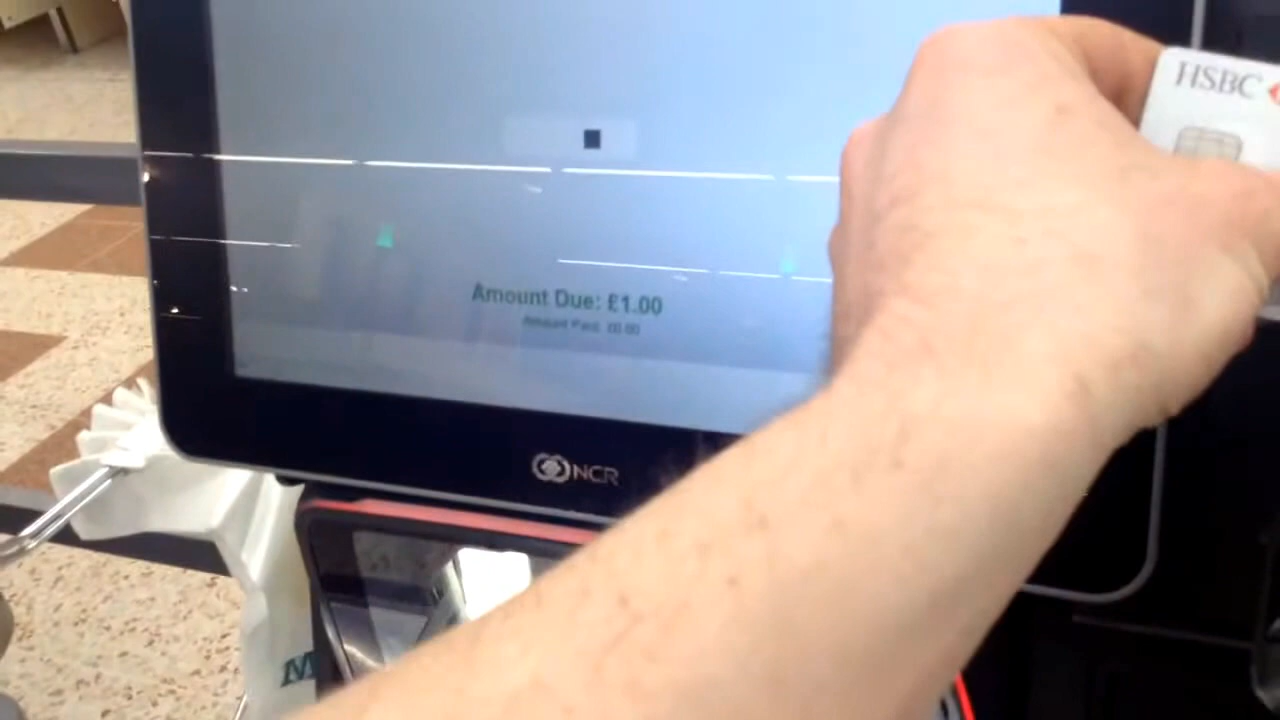 HSBC
Amount Due: £1.00
Amount Paid: £0.00
NCR
M